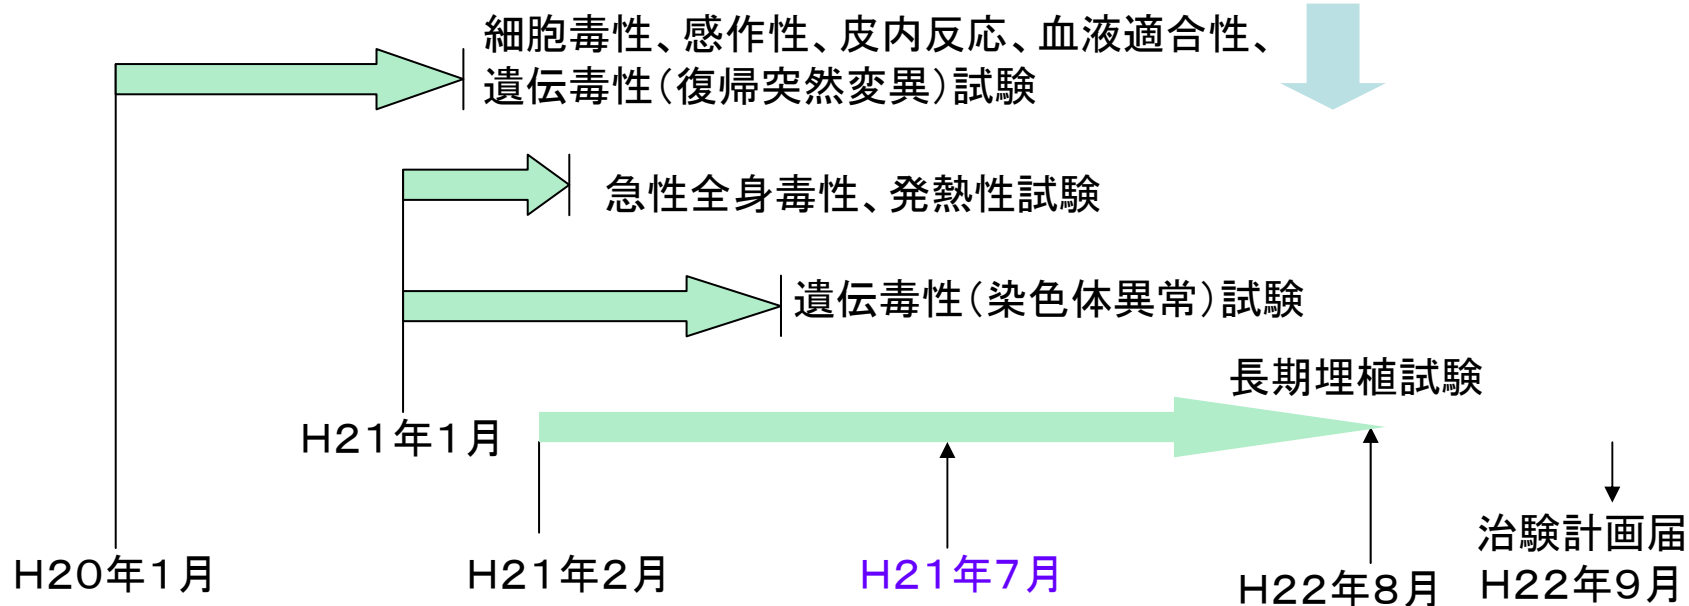 細胞毒性、感作性、皮内反応、血液適合性、
遺伝毒性（復帰突然変異）試験
急性全身毒性、発熱性試験
遺伝毒性（染色体異常）試験
長期埋植試験
H21年1月
H20年1月
H21年2月
H21年7月
H22年8月
治験計画届
H22年9月